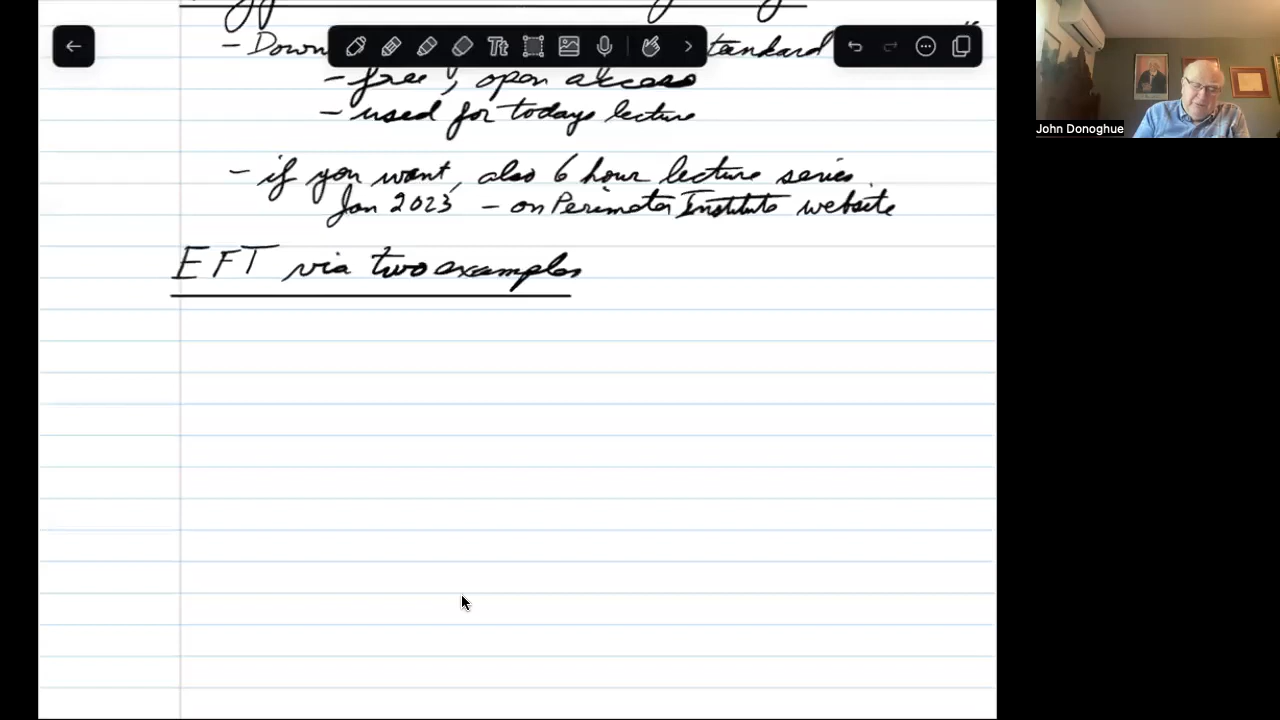 - Down tandard"
- free, open access
- used for todays lecture
- if you want, also 6 hour lecture series.
Jan 2023 - on Perimeter Institute website
EFT via two examples
Tt
John Donoghue